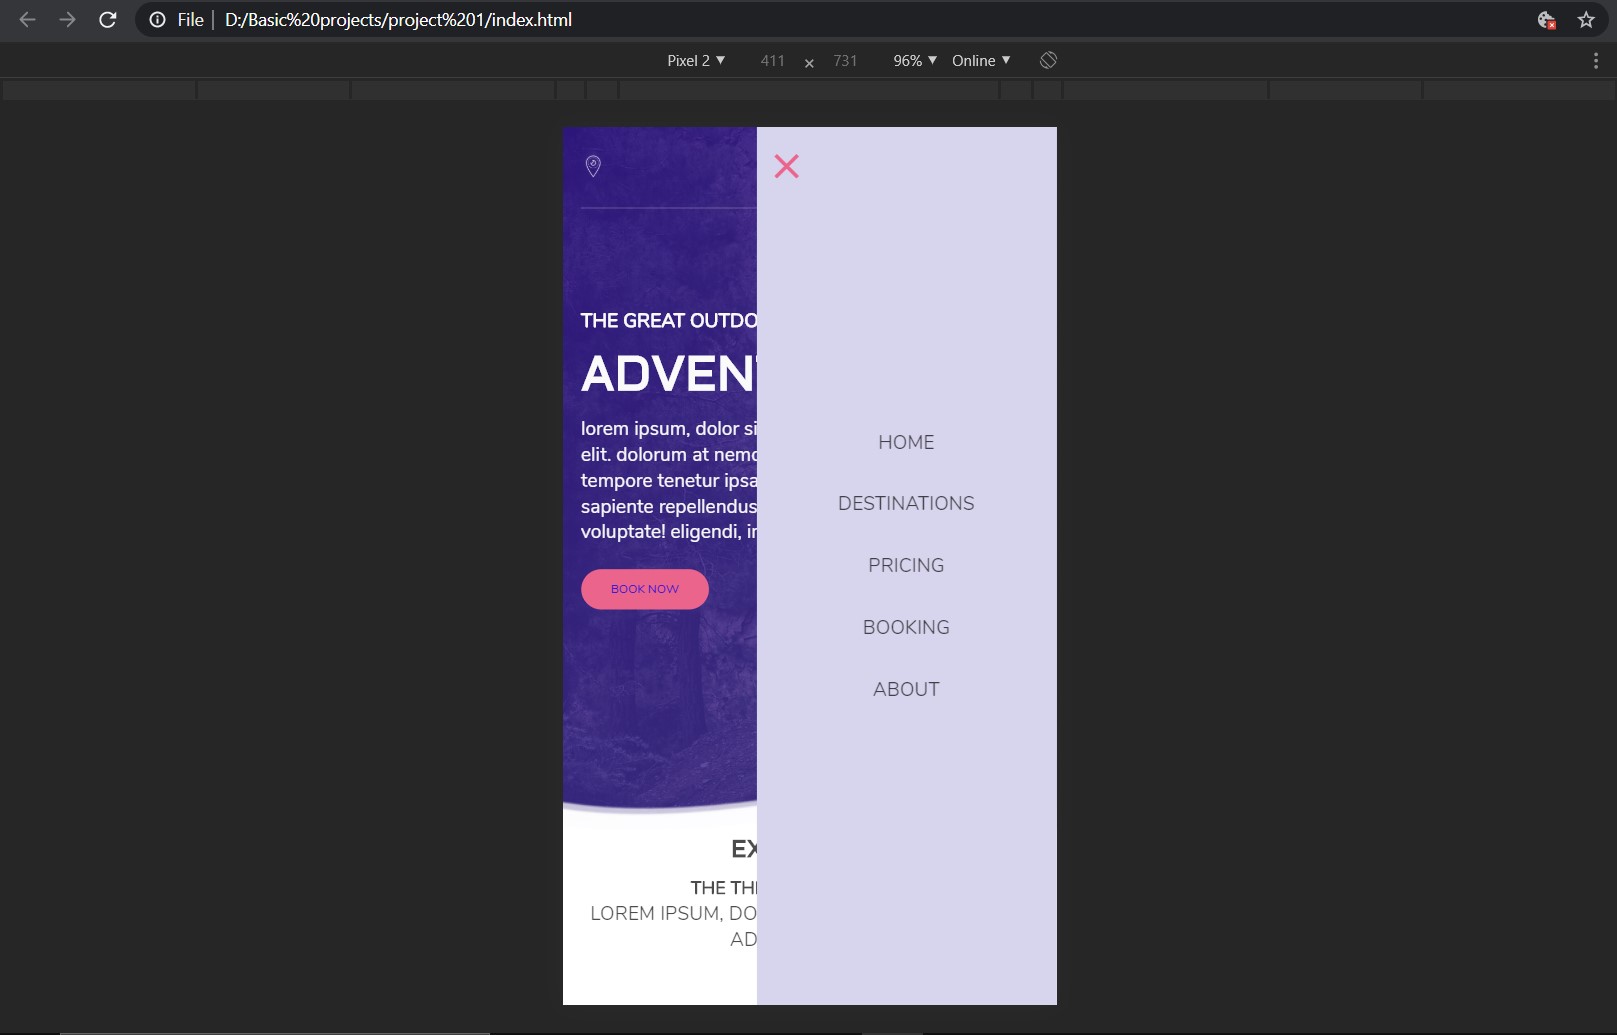 File D:/Basic%20projects/project%201/index.html
Pixel 2 411 × 731 96% Online
THE GREAT OUTDO
ADVEN
lorem ipsum, dolor si
elit. dolorum at nemo
tempore tenetur ipsa
sapiente repellendus
voluptate! eligendi, in
BOOK NOW
EX
THE TH
LOREM IPSUM, DO
AD
HOME
DESTINATIONS
PRICING
BOOKING
ABOUT